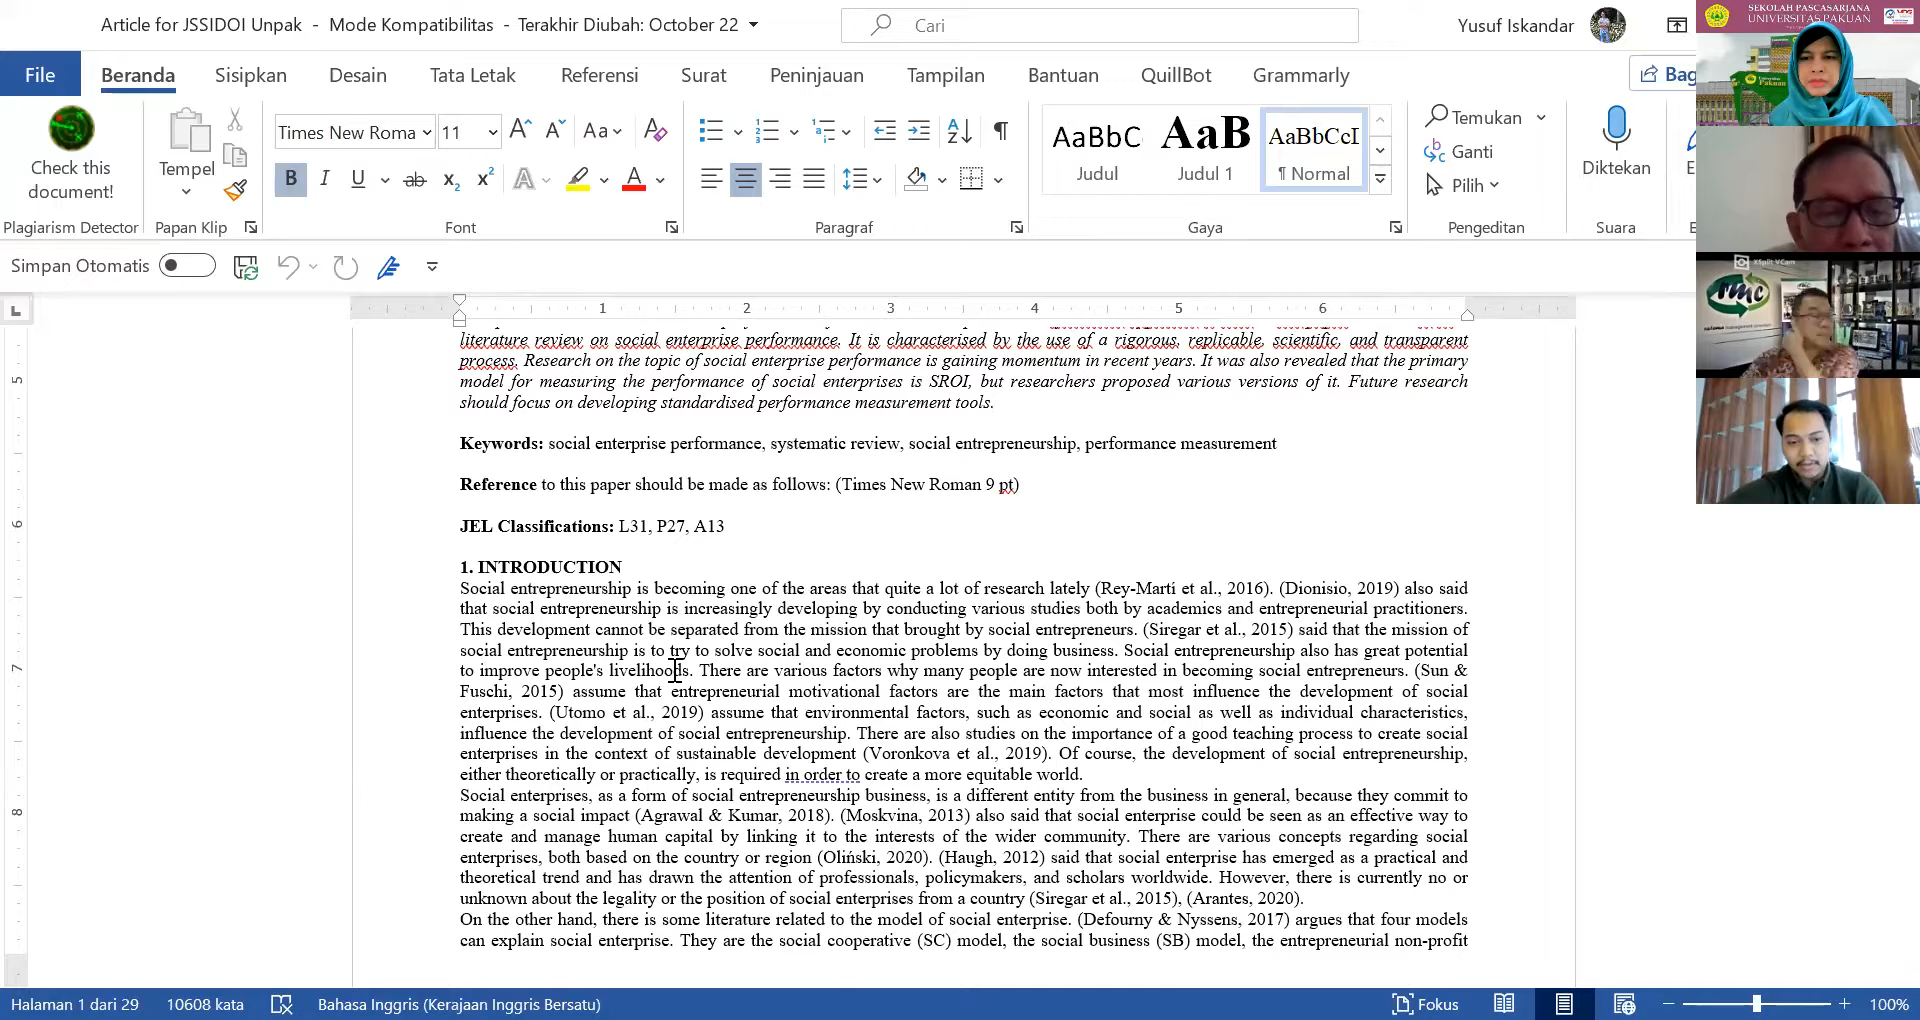 Article for JSSIDOI Unpak - Mode Kompatibilitas - Terakhir Diubah: October 22
Cari
Yusuf Iskandar
File Beranda Sisipkan Desain Tata Letak Referensi Surat Peninjauan Tampilan Bantuan QuillBot Grammarly Bag
Check this document!
Plagiarism Detector
Tempel
Papan Klip
Times New Roma 11
Font
Paragraf
AaBbC Judul
AaB Judul 1
AaBbCcI ¶ Normal
Gaya
Temukan
Ganti
Pilih
Pengeditan
Diktekan
Suara
Simpan Otomatis
1 2 3 4 5 6
literature review on social enterprise performance. It is characterised by the use of a rigorous, replicable, scientific, and transparent
process. Research on the topic of social enterprise performance is gaining momentum in recent years. It was also revealed that the primary
model for measuring the performance of social enterprises is SROI, but researchers proposed various versions of it. Future research
should focus on developing standardised performance measurement tools.
Keywords: social enterprise performance, systematic review, social entrepreneurship, performance measurement
Reference to this paper should be made as follows: (Times New Roman 9 pt)
JEL Classifications: L31, P27, A13
1. INTRODUCTION
Social entrepreneurship is becoming one of the areas that quite a lot of research lately (Rey-Martí et al., 2016). (Dionisio, 2019) also said
that social entrepreneurship is increasingly developing by conducting various studies both by academics and entrepreneurial practitioners.
This development cannot be separated from the mission that brought by social entrepreneurs. (Siregar et al., 2015) said that the mission of
social entrepreneurship is to try to solve social and economic problems by doing business. Social entrepreneurship also has great potential
to improve people's livelihoods. There are various factors why many people are now interested in becoming social entrepreneurs. (Sun &
Fuschi, 2015) assume that entrepreneurial motivational factors are the main factors that most influence the development of social
enterprises. (Utomo et al., 2019) assume that environmental factors, such as economic and social as well as individual characteristics,
influence the development of social entrepreneurship. There are also studies on the importance of a good teaching process to create social
enterprises in the context of sustainable development (Voronkova et al., 2019). Of course, the development of social entrepreneurship,
either theoretically or practically, is required in order to create a more equitable world.
Social enterprises, as a form of social entrepreneurship business, is a different entity from the business in general, because they commit to
making a social impact (Agrawal & Kumar, 2018). (Moskvina, 2013) also said that social enterprise could be seen as an effective way to
create and manage human capital by linking it to the interests of the wider community. There are various concepts regarding social
enterprises, both based on the country or region (Oliński, 2020). (Haugh, 2012) said that social enterprise has emerged as a practical and
theoretical trend and has drawn the attention of professionals, policymakers, and scholars worldwide. However, there is currently no or
unknown about the legality or the position of social enterprises from a country (Siregar et al., 2015), (Arantes, 2020).
On the other hand, there is some literature related to the model of social enterprise. (Defourny & Nyssens, 2017) argues that four models
can explain social enterprise. They are the social cooperative (SC) model, the social business (SB) model, the entrepreneurial non-profit
5
6
7
8
Halaman 1 dari 29 10608 kata Bahasa Inggris (Kerajaan Inggris Bersatu) Fokus 100%
SEKOLAH PASCASARJANA
UNIVERSITAS PAKUAN
XSplit VCam
rmc